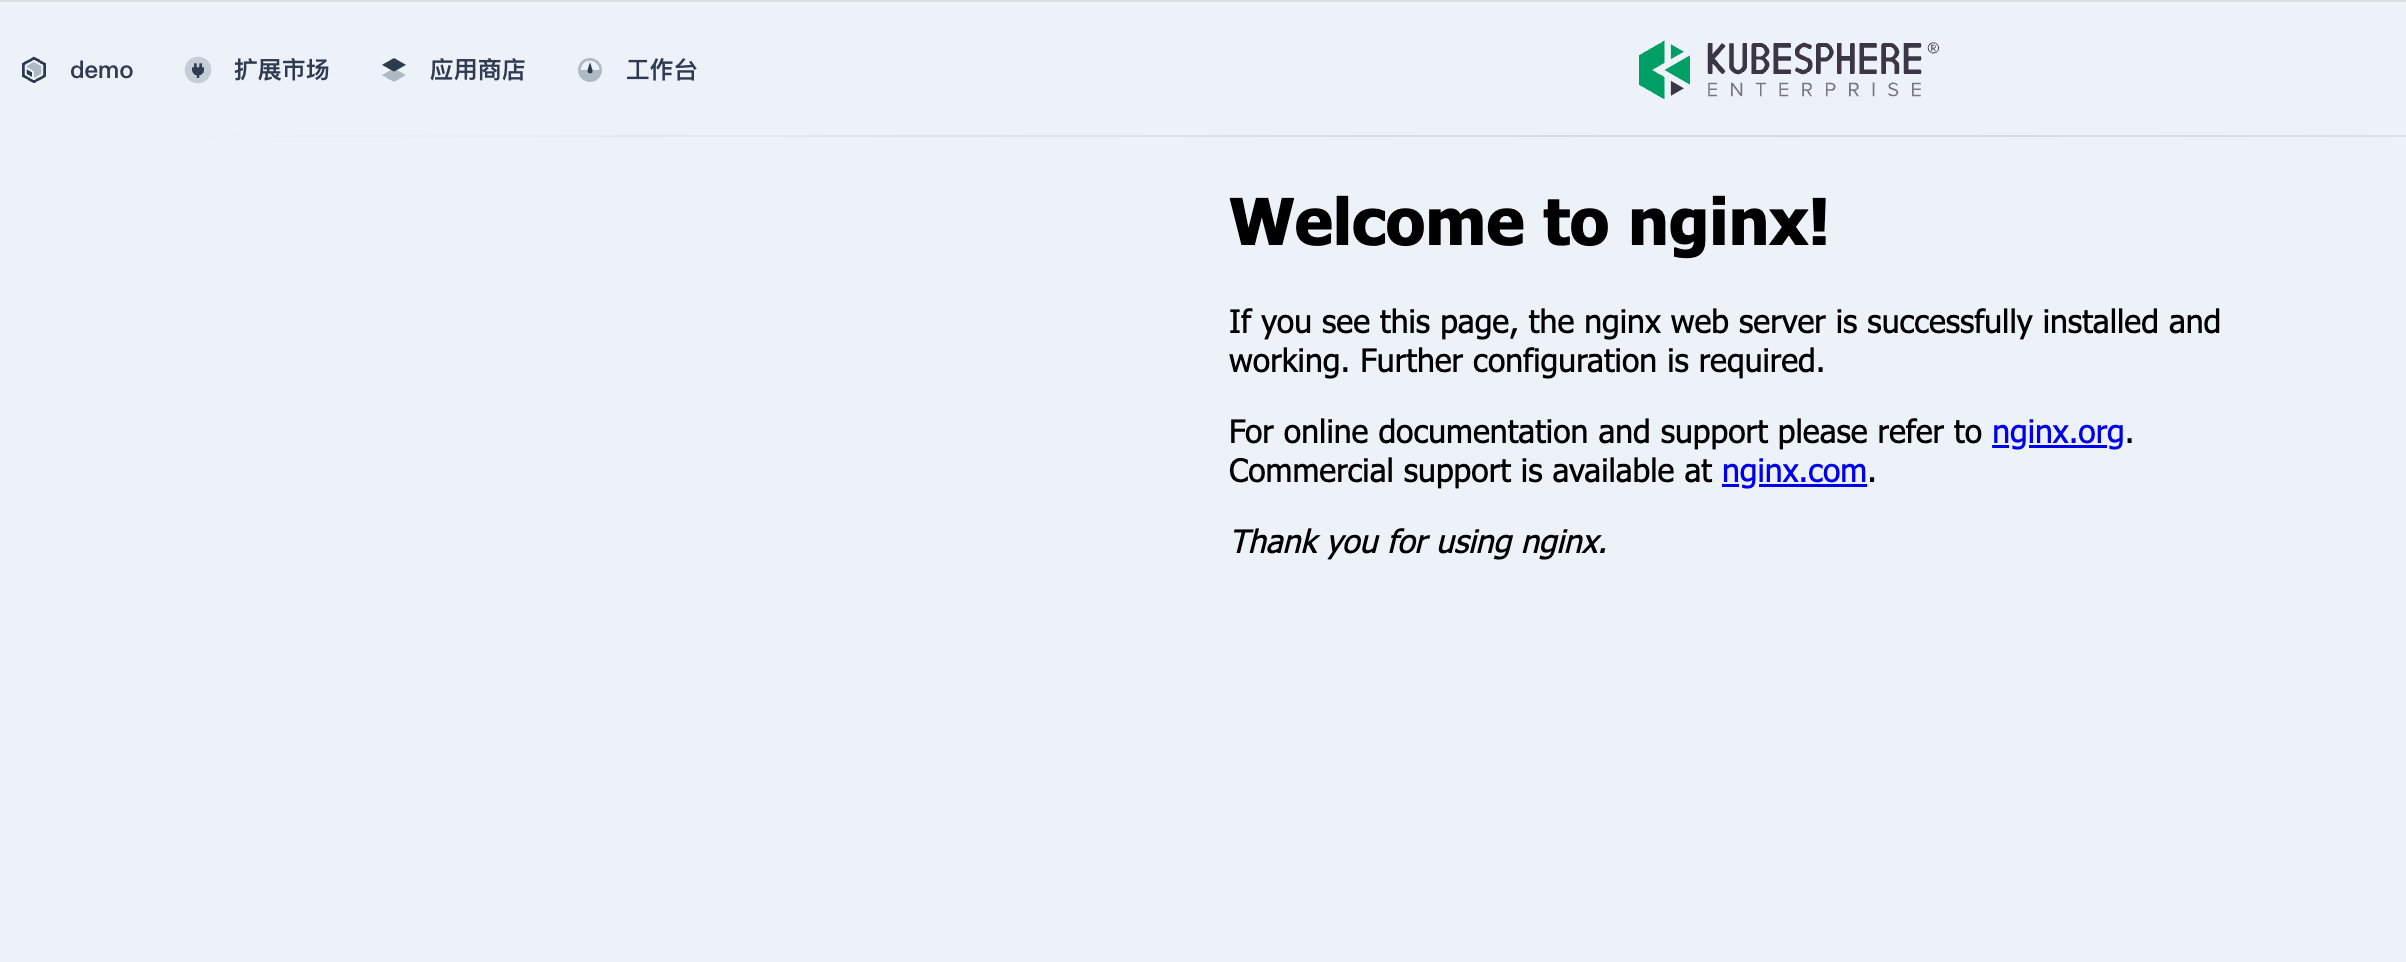 demo
扩展市场
应用商店
工作台
KUBESPHERE®
ENTERPRISE
Welcome to nginx!
If you see this page, the nginx web server is successfully installed and
working. Further configuration is required.
For online documentation and support please refer to nginx.org.
Commercial support is available at nginx.com.
Thank you for using nginx.